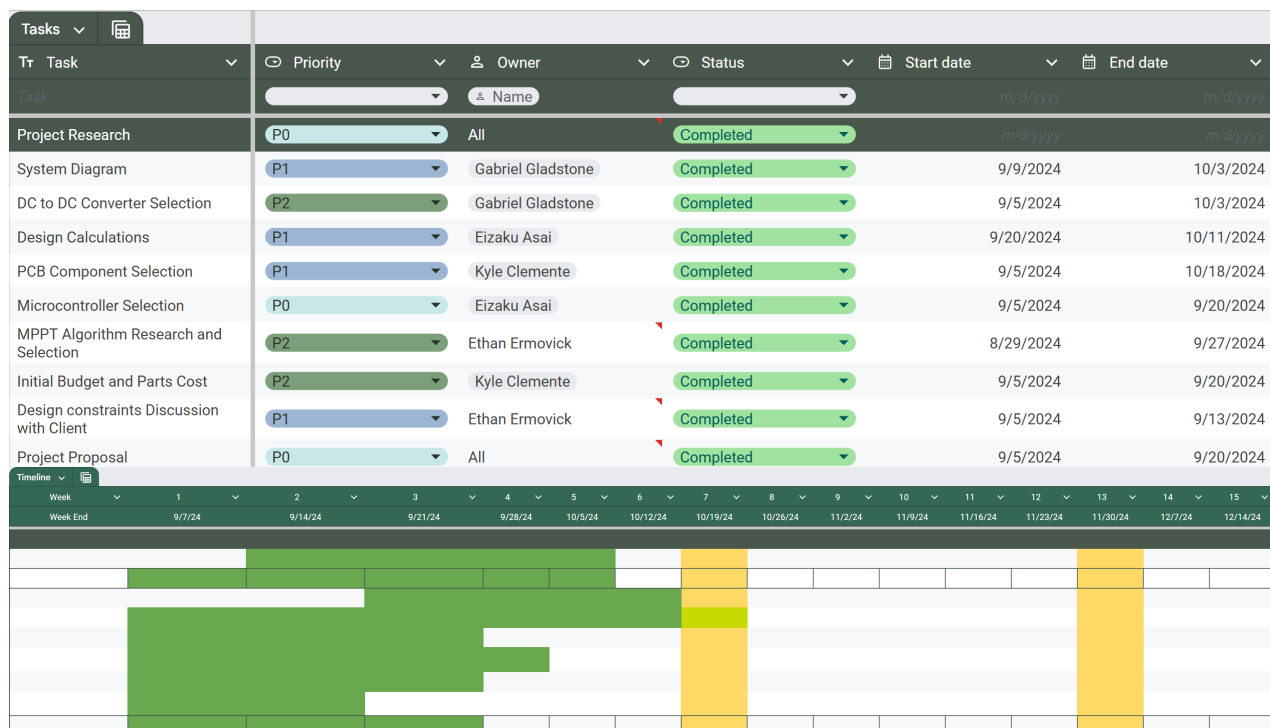 Tasks
Tт Task Priority Owner Status Start date End date
Task Name m/d/yyyy m/d/yyyy
Project Research P0 All Completed m/d/yyyy m/d/yyyy
System Diagram P1 Gabriel Gladstone Completed 9/9/2024 10/3/2024
DC to DC Converter Selection P2 Gabriel Gladstone Completed 9/5/2024 10/3/2024
Design Calculations P1 Eizaku Asai Completed 9/20/2024 10/11/2024
PCB Component Selection P1 Kyle Clemente Completed 9/5/2024 10/18/2024
Microcontroller Selection P0 Eizaku Asai Completed 9/5/2024 9/20/2024
MPPT Algorithm Research and
Selection P2 Ethan Ermovick Completed 8/29/2024 9/27/2024
Initial Budget and Parts Cost P2 Kyle Clemente Completed 9/5/2024 9/20/2024
Design constraints Discussion
with Client P1 Ethan Ermovick Completed 9/5/2024 9/13/2024
Project Proposal P0 All Completed 9/5/2024 9/20/2024
Timeline
Week 1 2 3 4 5 6 7 8 9 10 11 12 13 14 15
Week End 9/7/24 9/14/24 9/21/24 9/28/24 10/5/24 10/12/24 10/19/24 10/26/24 11/2/24 11/9/24 11/16/24 11/23/24 11/30/24 12/7/24 12/14/24